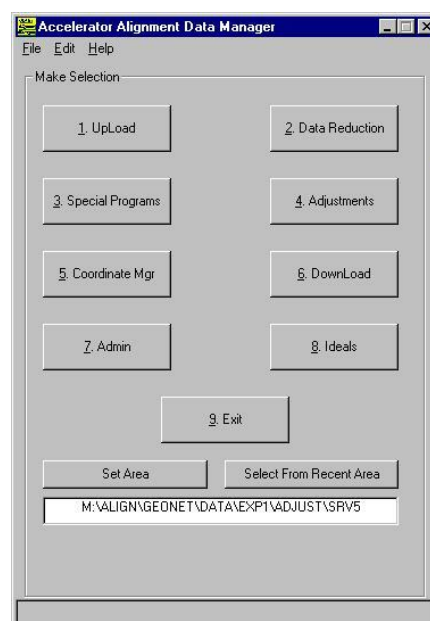 Accelerator Alignment Data Manager
File Edit Help
Make Selection
1. UpLoad
2. Data Reduction
3. Special Programs
4. Adjustments
5. Coordinate Mgr
6. DownLoad
7. Admin
8. Ideals
9. Exit
Set Area
Select From Recent Area
M:\ALIGN\GEONET\DATA\EXP1\ADJUST\SRV5